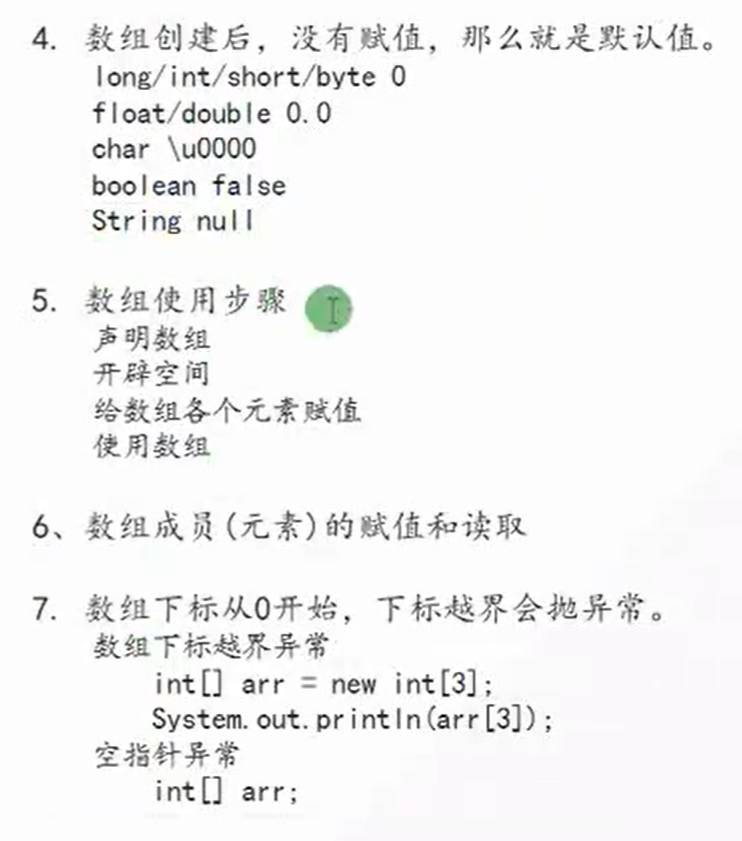 4. 数组创建后，没有赋值，那么就是默认值。
long/int/short/byte 0
float/double 0.0
char \u0000
boolean false
String null
5. 数组使用步骤
声明数组
开辟空间
给数组各个元素赋值
使用数组
6、数组成员(元素)的赋值和读取
7. 数组下标从0开始，下标越界会抛异常。
数组下标越界异常
int[] arr = new int[3];
System.out.println(arr[3]);
空指针异常
int[] arr;